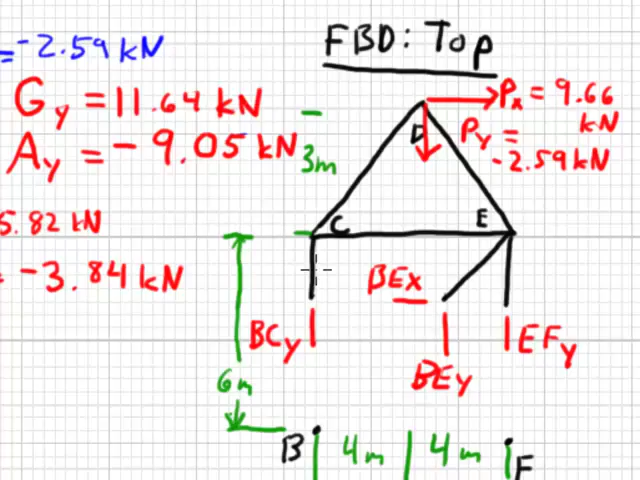 = -2.59 kN
FBD: Top
Gy = 11.64 kN
Ay = -9.05 kN
Px = 9.66 kN
Py = -2.59 kN
D
3m
5.82 kN
C
E
= -3.84 kN
BEx
BCy
BEy
EFy
6m
B
4m
4m
F